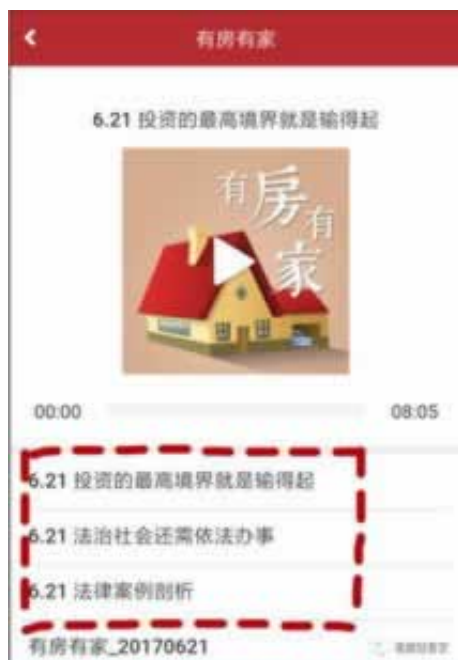 有房有家
6.21 投资的最高境界就是输得起
有房有家
00:00
08:05
6.21 投资的最高境界就是输得起
6.21 法治社会还需依法办事
6.21 法律案例剖析
有房有家_20170621